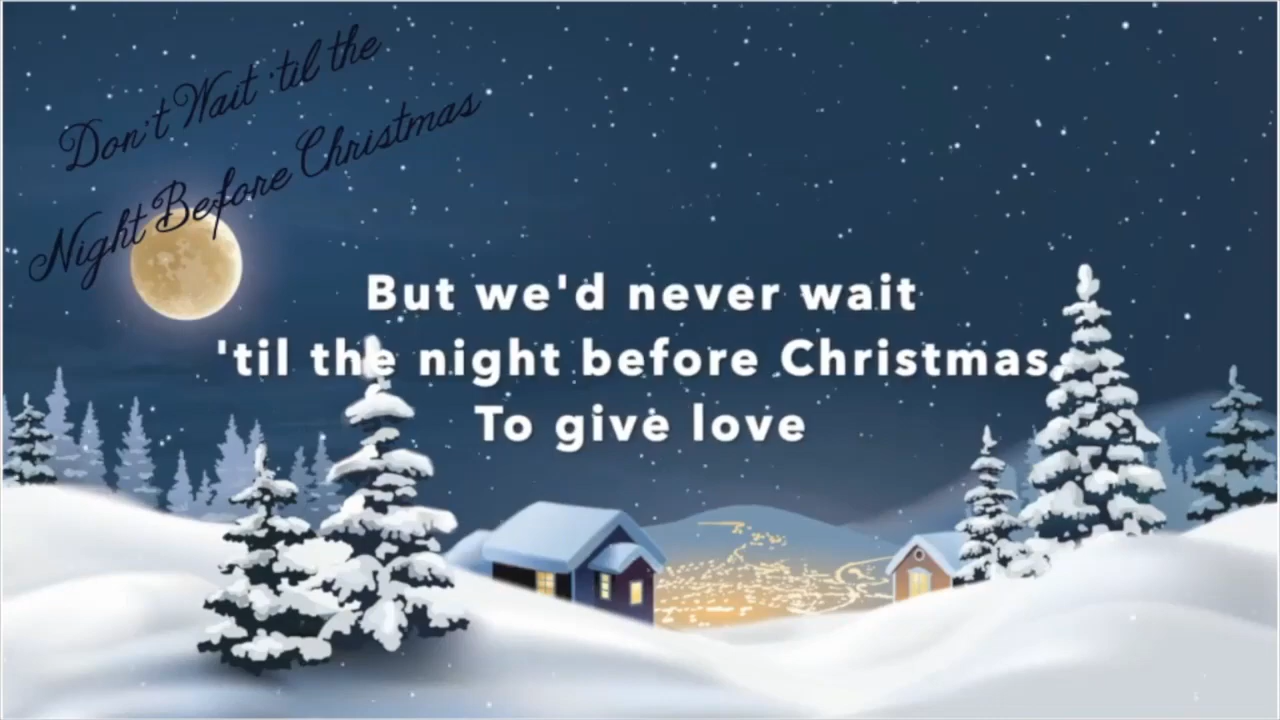 Don't Wait 'til the
Night Before Christmas
But we'd never wait
'til the night before Christmas
To give love